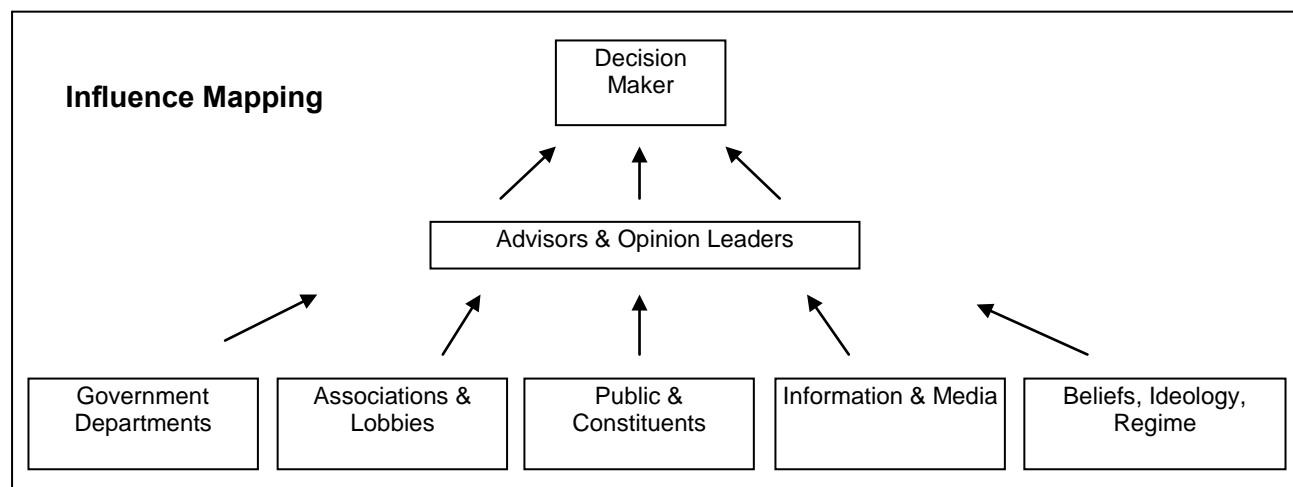 Influence Mapping
Decision
Maker
Advisors & Opinion Leaders
Government
Departments
Associations &
Lobbies
Public &
Constituents
Information & Media
Beliefs, Ideology,
Regime